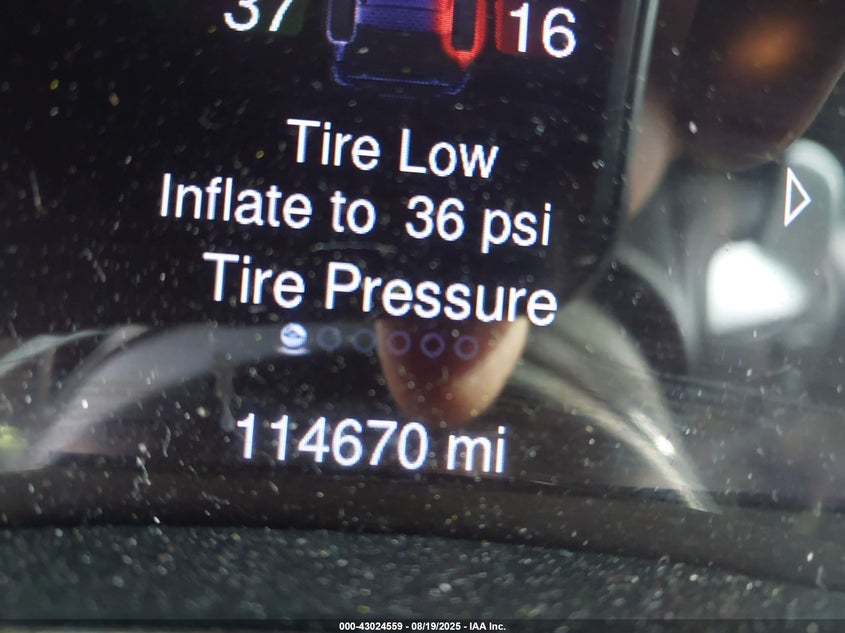 37 16
Tire Low
Inflate to 36 psi
Tire Pressure
114670 mi
000-43024559 - 08/19/2025 - IAA Inc.